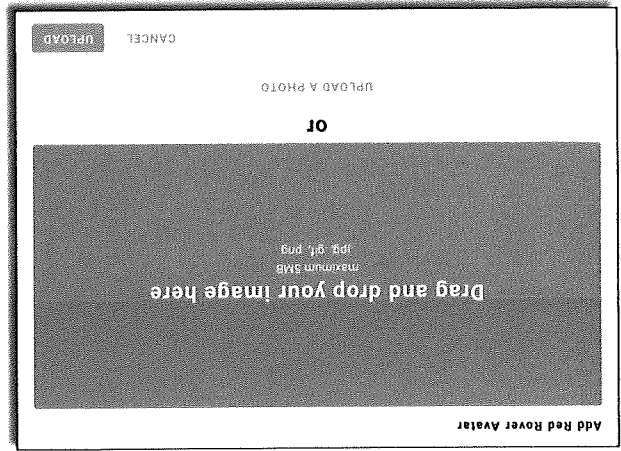 Add Red Rover Avatar
Drag and drop your image here
maximum 5MB
jpg, gif, png
or
UPLOAD A PHOTO
CANCEL
UPLOAD